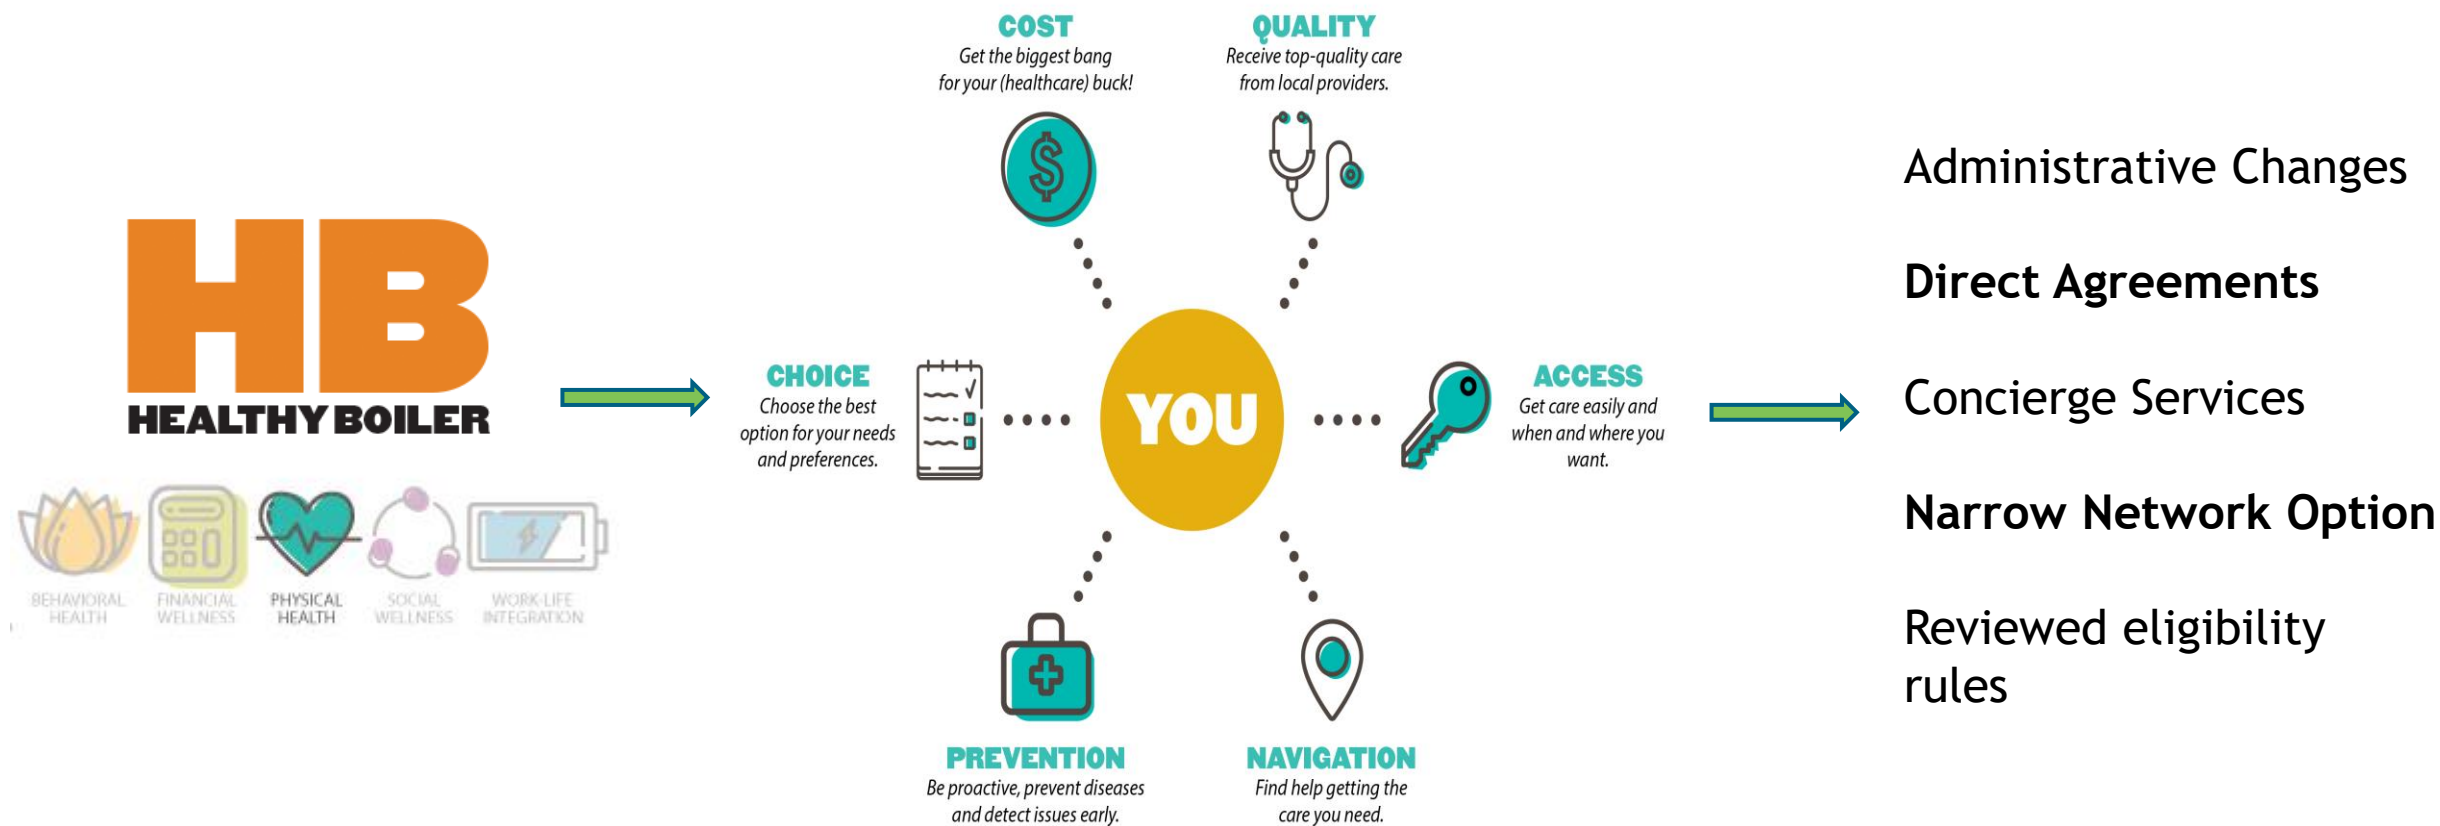 HB
HEALTHY BOILER
BEHAVIORAL
HEALTH
FINANCIAL
WELLNESS
PHYSICAL
HEALTH
SOCIAL
WELLNESS
WORK-LIFE
INTEGRATION
COST
Get the biggest bang
for your (healthcare) buck!
QUALITY
Receive top-quality care
from local providers.
CHOICE
Choose the best
option for your needs
and preferences.
YOU
ACCESS
Get care easily and
when and where you
want.
PREVENTION
Be proactive, prevent diseases
and detect issues early.
NAVIGATION
Find help getting the
care you need.
Administrative Changes
Direct Agreements
Concierge Services
Narrow Network Option
Reviewed eligibility
rules